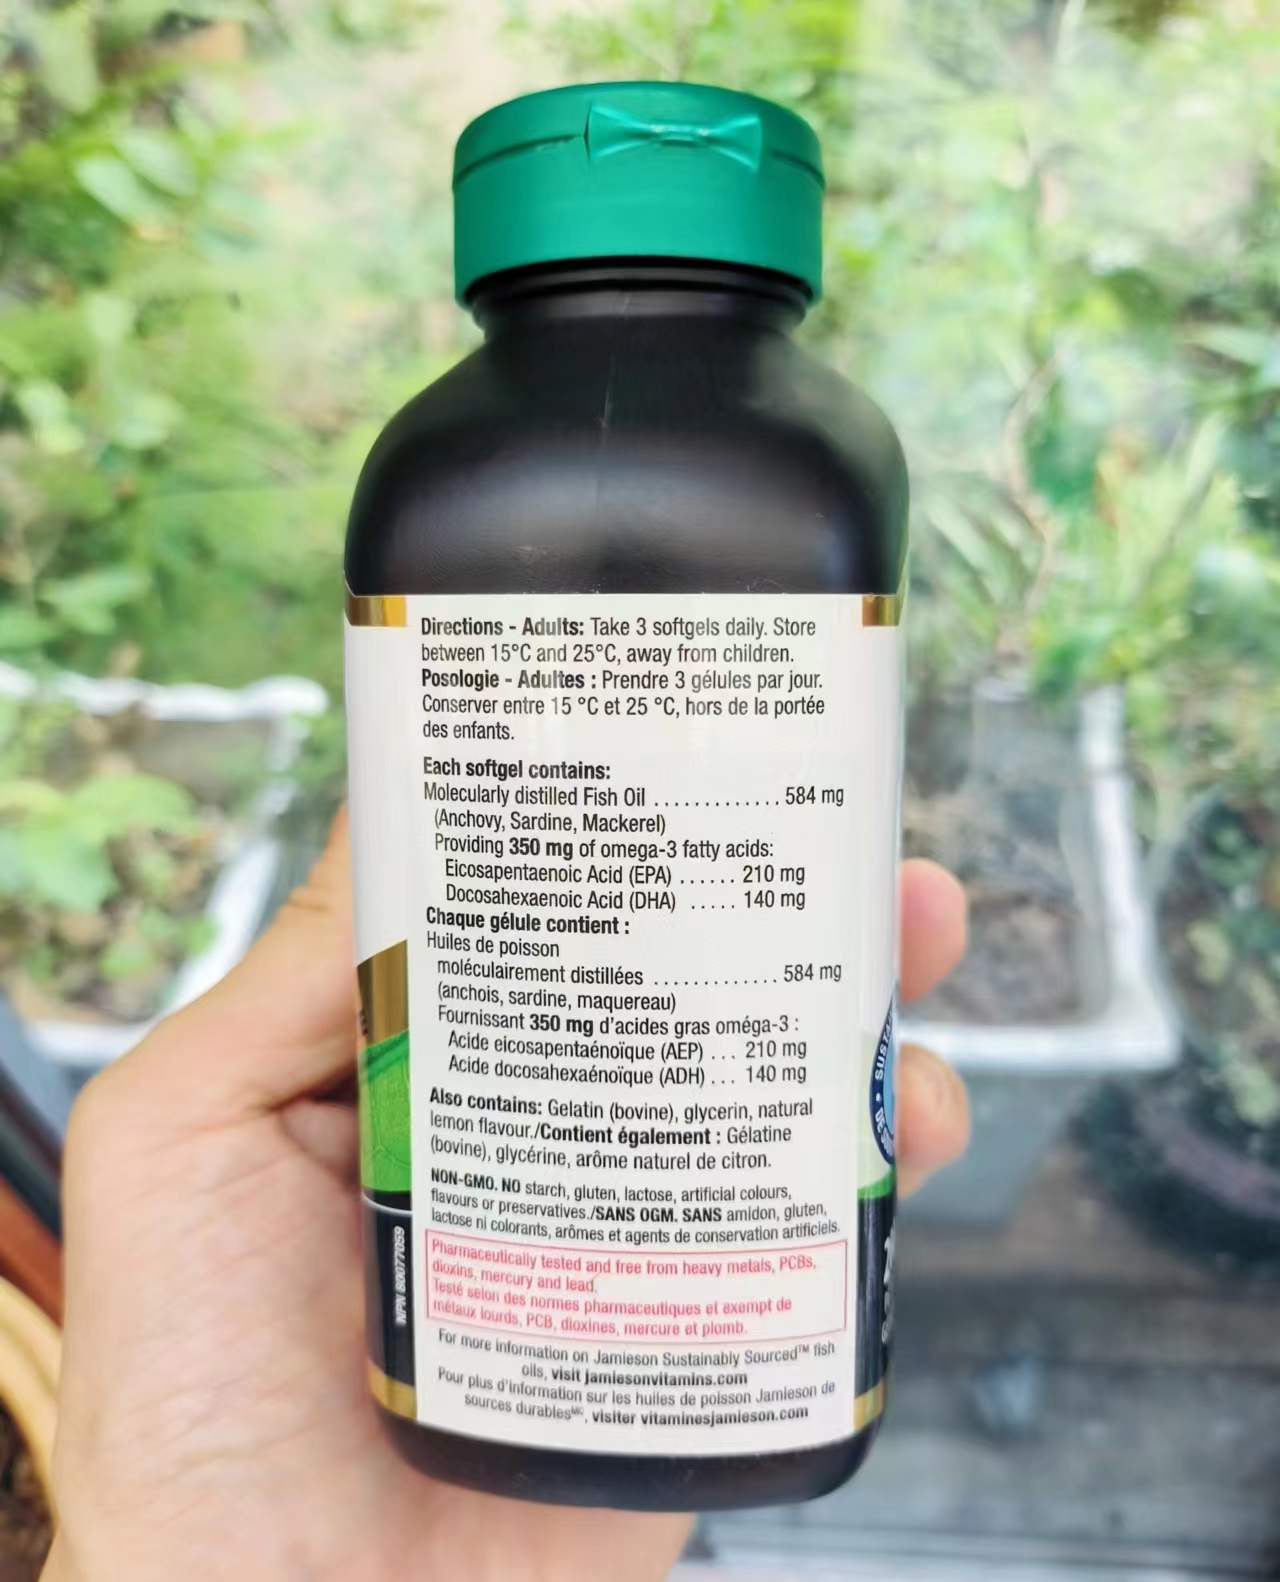 Directions - Adults: Take 3 softgels daily. Store
between 15°C and 25°C, away from children.
Posologie - Adultes : Prendre 3 gélules par jour.
Conserver entre 15 °C et 25 °C, hors de la portée
des enfants.
Each softgel contains:
Molecularly distilled Fish Oil ............. 584 mg
(Anchovy, Sardine, Mackerel)
Providing 350 mg of omega-3 fatty acids:
Eicosapentaenoic Acid (EPA) ...... 210 mg
Docosahexaenoic Acid (DHA) ..... 140 mg
Chaque gélule contient :
Huiles de poisson
moléculairement distillées ............. 584 mg
(anchois, sardine, maquereau)
Fournissant 350 mg d'acides gras oméga-3 :
Acide eicosapentaénoïque (AEP) ... 210 mg
Acide docosahexaénoïque (ADH) ... 140 mg
Also contains: Gelatin (bovine), glycerin, natural
lemon flavour./Contient également : Gélatine
(bovine), glycérine, arôme naturel de citron.
NON-GMO. NO starch, gluten, lactose, artificial colours,
flavours or preservatives./SANS OGM. SANS amidon, gluten,
lactose ni colorants, arômes et agents de conservation artificiels.
Pharmaceutically tested and free from heavy metals, PCBs,
dioxins, mercury and lead.
Testé selon des normes pharmaceutiques et exempt de
métaux lourds, PCB, dioxines, mercure et plomb.
For more information on Jamieson Sustainably Sourced™ fish
oils, visit jamiesonvitamins.com
Pour plus d'information sur les huiles de poisson Jamieson de
sources durablesᴹᶜ, visiter vitaminesjamieson.com
NPN 80077059